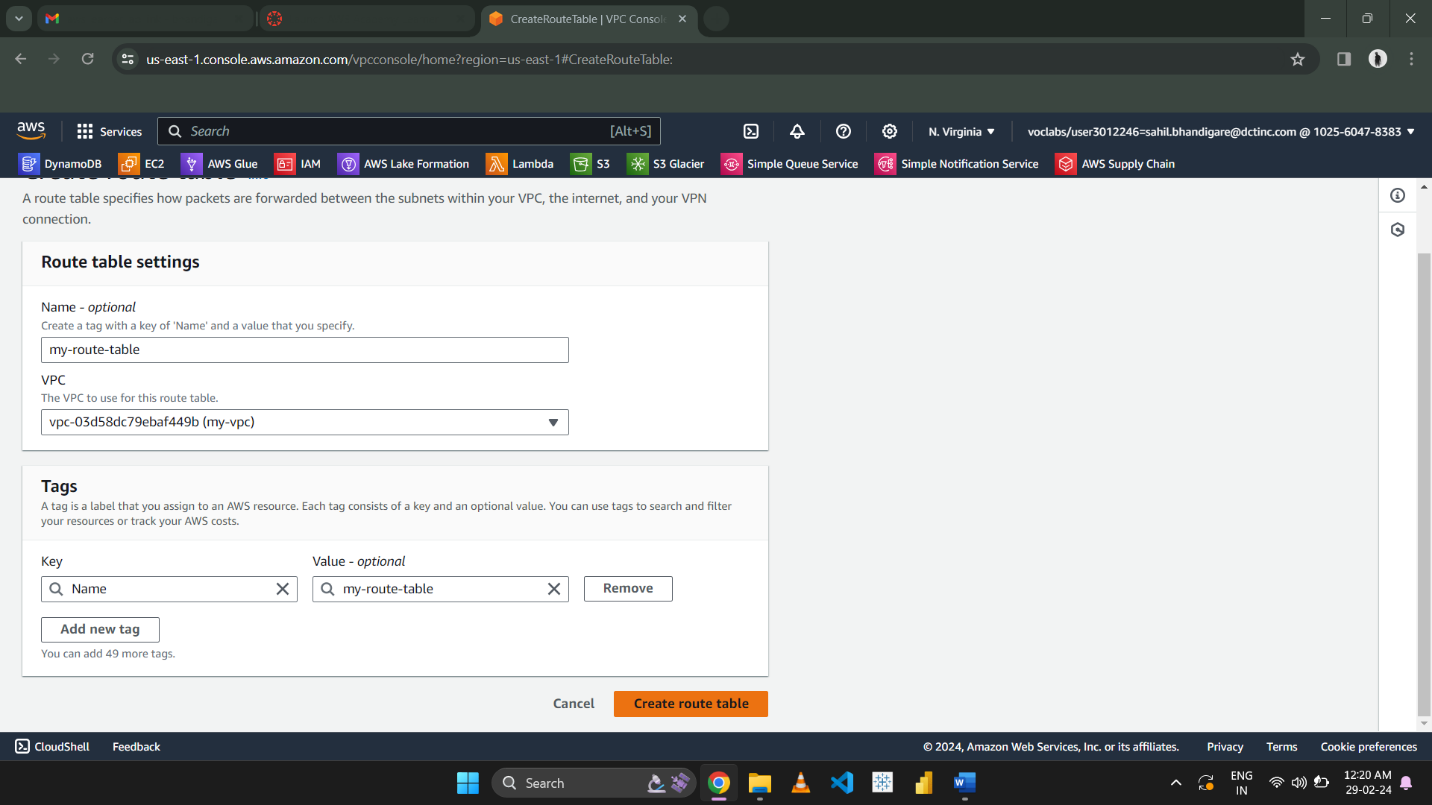 CreateRouteTable | VPC Consol
us-east-1.console.aws.amazon.com/vpcconsole/home?region=us-east-1#CreateRouteTable:
aws Services Search [Alt+S] N. Virginia voclabs/user3012246=sahil.bhandigare@dctinc.com @ 1025-6047-8383
DynamoDB EC2 AWS Glue IAM AWS Lake Formation Lambda S3 S3 Glacier Simple Queue Service Simple Notification Service AWS Supply Chain
A route table specifies how packets are forwarded between the subnets within your VPC, the internet, and your VPN
connection.
Route table settings
Name - optional
Create a tag with a key of 'Name' and a value that you specify.
my-route-table
VPC
The VPC to use for this route table.
vpc-03d58dc79ebaf449b (my-vpc)
Tags
A tag is a label that you assign to an AWS resource. Each tag consists of a key and an optional value. You can use tags to search and filter
your resources or track your AWS costs.
Key Value - optional
Name my-route-table Remove
Add new tag
You can add 49 more tags.
Cancel Create route table
CloudShell Feedback © 2024, Amazon Web Services, Inc. or its affiliates. Privacy Terms Cookie preferences
Search ENG 12:20 AM
IN 29-02-24